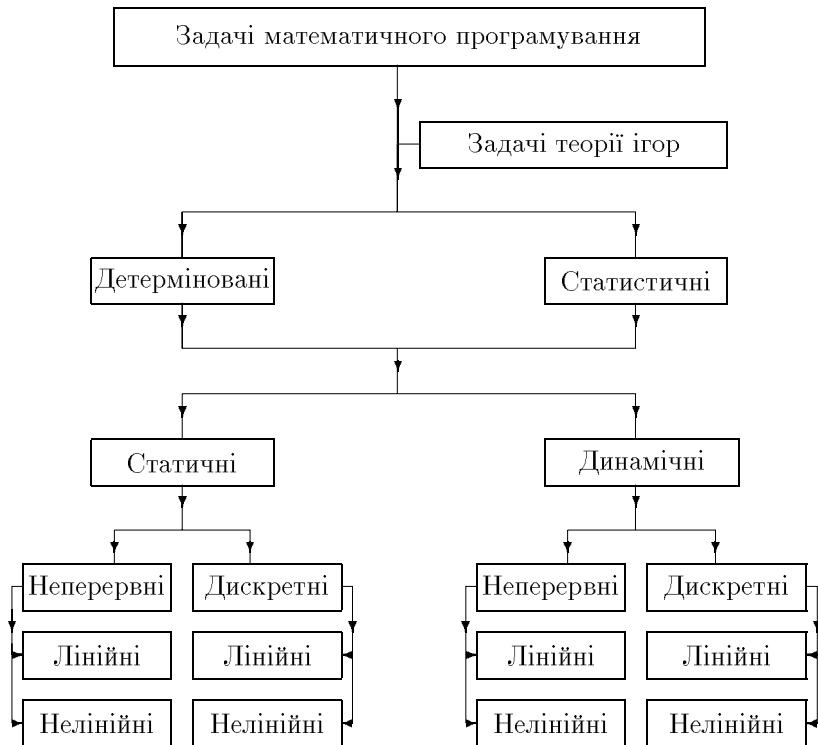 Задачі математичного програмування
Задачі теорії ігор
Детерміновані
Статистичні
Статичні
Динамічні
Неперервні
Дискретні
Неперервні
Дискретні
Лінійні
Лінійні
Лінійні
Лінійні
Нелінійні
Нелінійні
Нелінійні
Нелінійні